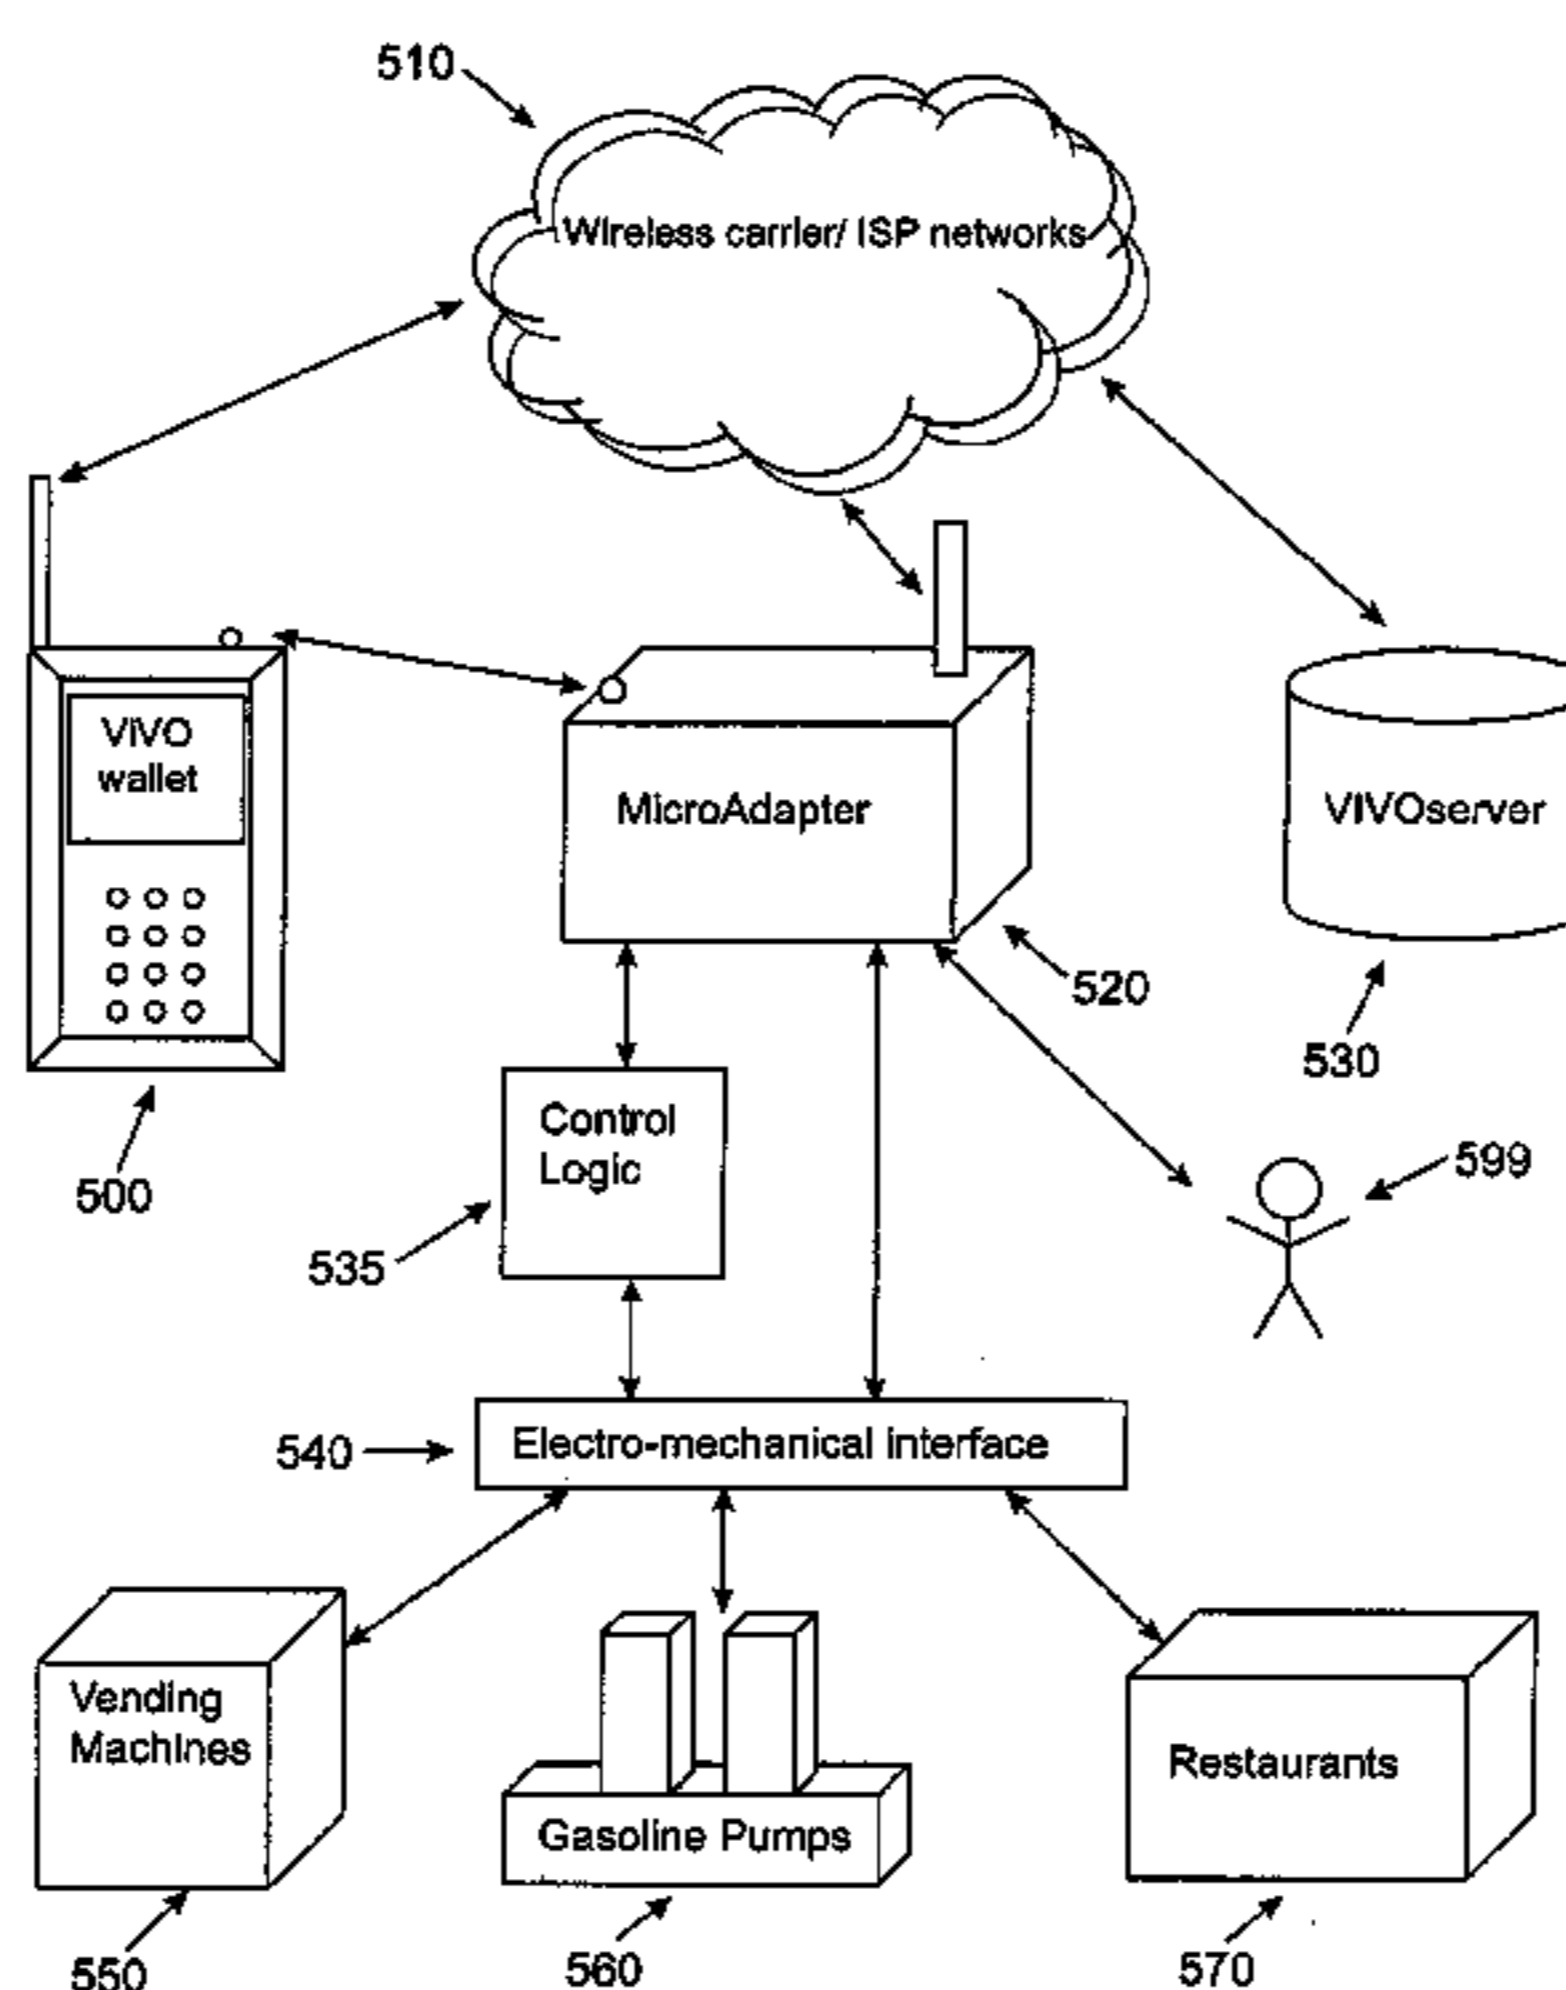 510
Wireless carrier/ ISP networks
VIVO
wallet
MicroAdapter
VIVOserver
520
530
500
Control
Logic
599
535
540
Electro-mechanical interface
Vending
Machines
Gasoline Pumps
Restaurants
550
560
570